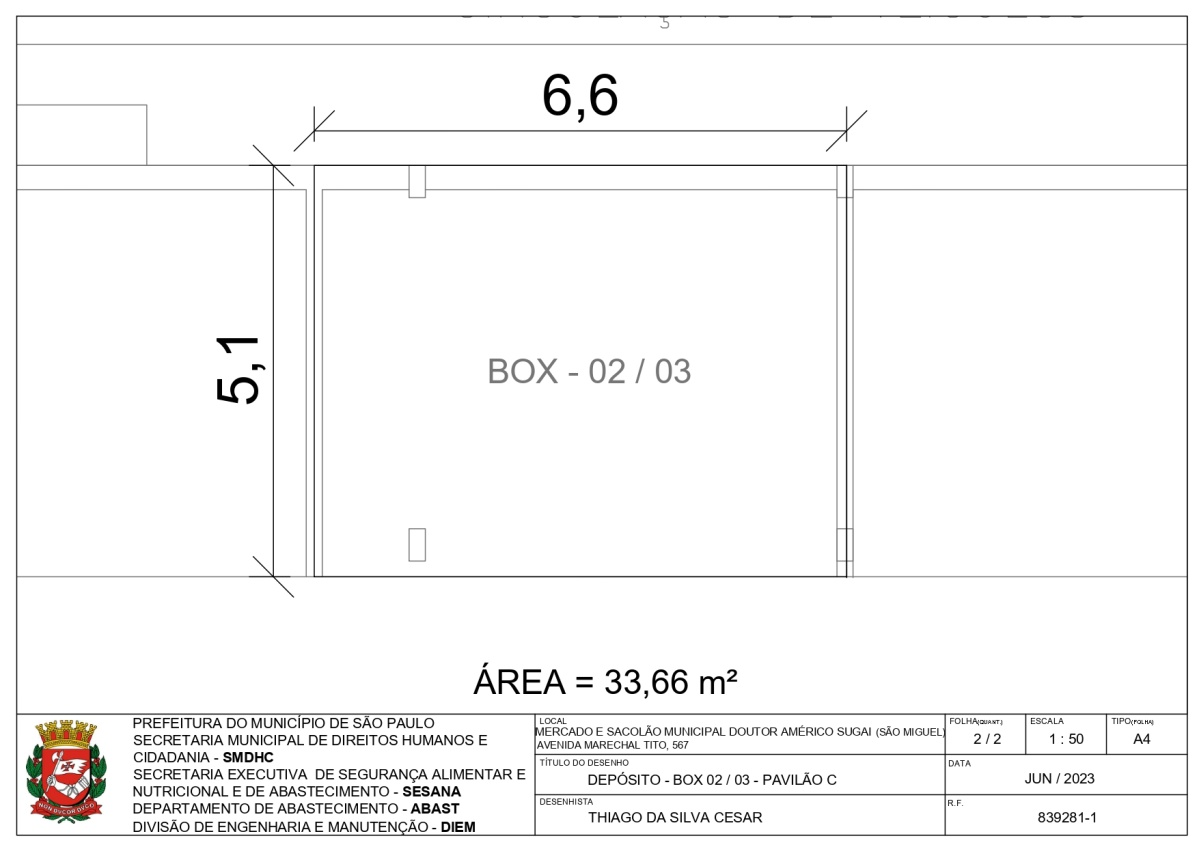 5
6,6
5,1
BOX - 02 / 03
ÁREA = 33,66 m²
PREFEITURA DO MUNICÍPIO DE SÃO PAULO
SECRETARIA MUNICIPAL DE DIREITOS HUMANOS E
CIDADANIA - SMDHC
SECRETARIA EXECUTIVA DE SEGURANÇA ALIMENTAR E
NUTRICIONAL E DE ABASTECIMENTO - SESANA
DEPARTAMENTO DE ABASTECIMENTO - ABAST
DIVISÃO DE ENGENHARIA E MANUTENÇÃO - DIEM
NON DVCOR DVCO
LOCAL
MERCADO E SACOLÃO MUNICIPAL DOUTOR AMÉRICO SUGAI (SÃO MIGUEL)
AVENIDA MARECHAL TITO, 567
TÍTULO DO DESENHO
DEPÓSITO - BOX 02 / 03 - PAVILÃO C
DESENHISTA
THIAGO DA SILVA CESAR
FOLHA(QUANT.)
2 / 2
ESCALA
1 : 50
TIPO(FOLHA)
A4
DATA
JUN / 2023
R.F.
839281-1